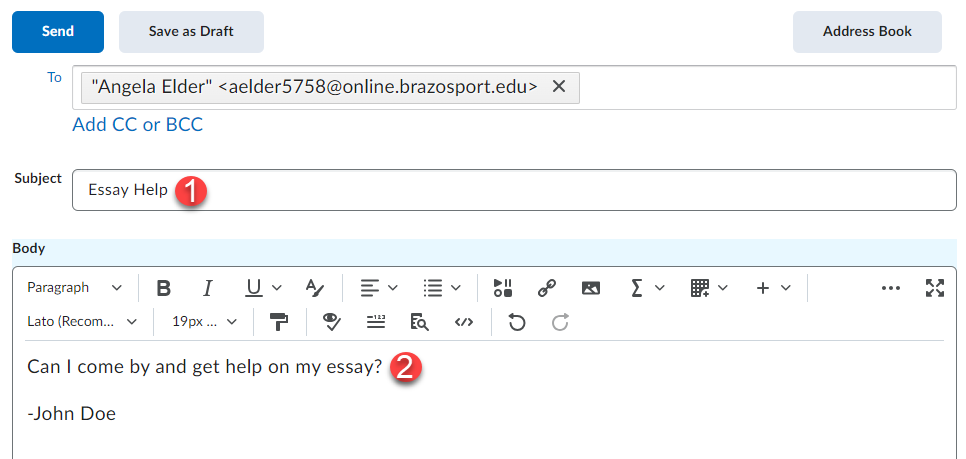 Send Save as Draft Address Book
To "Angela Elder" <aelder5758@online.brazosport.edu> ✕
Add CC or BCC
Subject Essay Help 1
Body
Paragraph B I U A
Lato (Recom... 19px ...
Can I come by and get help on my essay? 2
-John Doe